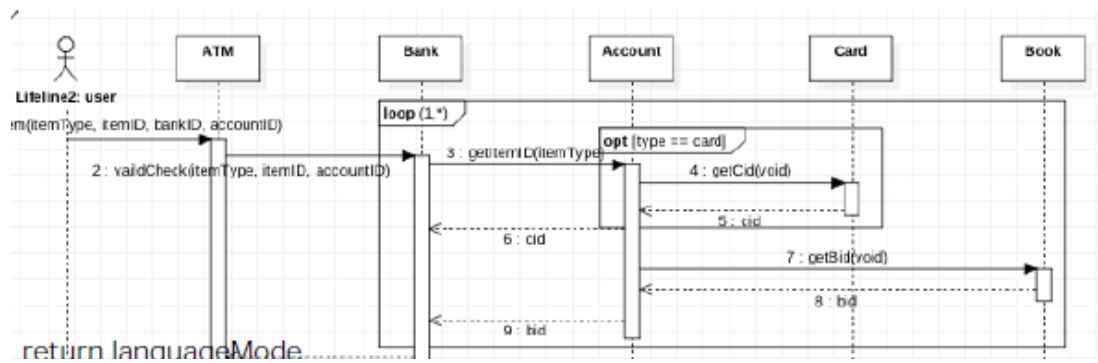 ATM
Bank
Account
Card
Book
Lifeline2: user
loop (1,*)
em(itemType, itemID, bankID, accountID)
opt [type == card]
3 : getItemID(itemType)
2 : vaildCheck(itemType, itemID, accountID)
4 : getCid(void)
5 : cid
6 : cid
7 : getBid(void)
8 : bid
9 : bid
return languageMode